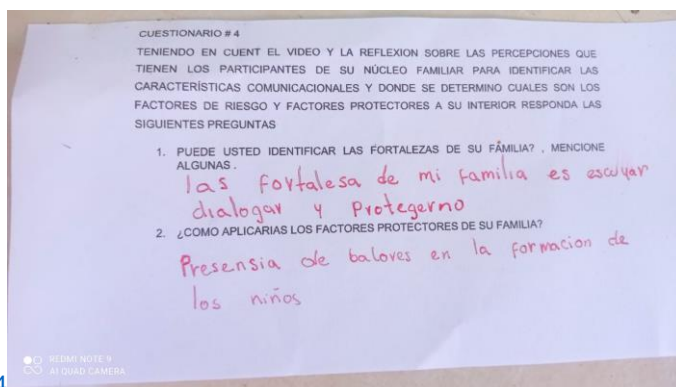 CUESTIONARIO # 4
TENIENDO EN CUENT EL VIDEO Y LA REFLEXION SOBRE LAS PERCEPCIONES QUE
TIENEN LOS PARTICIPANTES DE SU NÚCLEO FAMILIAR PARA IDENTIFICAR LAS
CARACTERÍSTICAS COMUNICACIONALES Y DONDE SE DETERMINO CUALES SON LOS
FACTORES DE RIESGO Y FACTORES PROTECTORES A SU INTERIOR RESPONDA LAS
SIGUIENTES PREGUNTAS
1. PUEDE USTED IDENTIFICAR LAS FORTALEZAS DE SU FÁMILIA? , MENCIONE
ALGUNAS .
las fortalesa de mi familia es escuyar
dialogar y Protegerno
2. ¿COMO APLICARIAS LOS FACTORES PROTECTORES DE SU FAMILIA?
Presensia de balores en la formacion de
los niños
REDMI NOTE 9
AI QUAD CAMERA
1